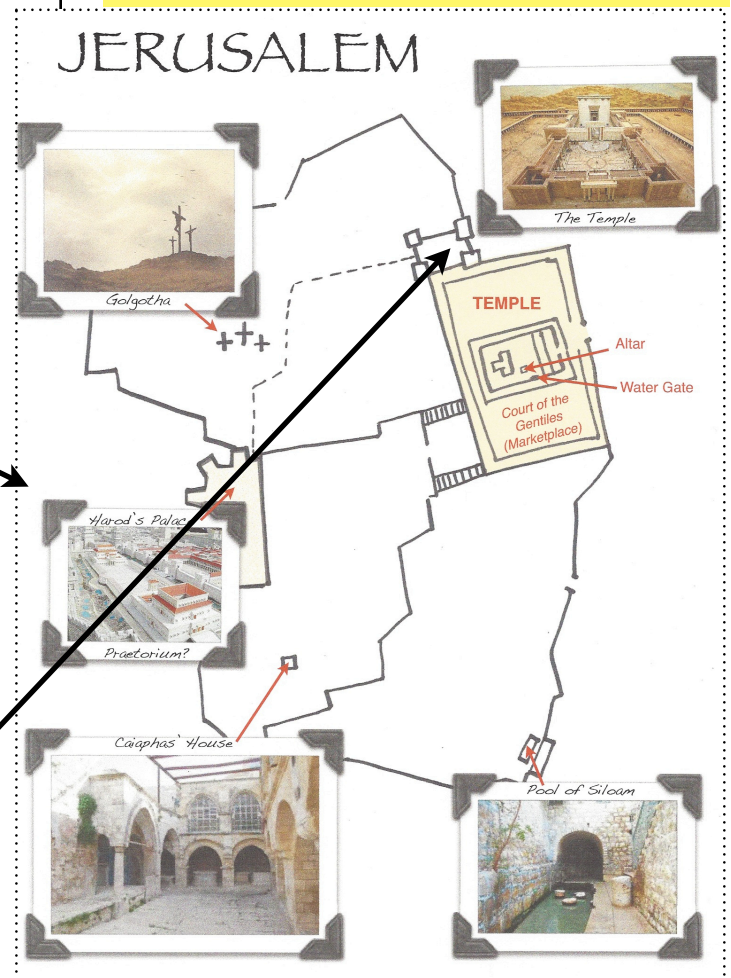 JERUSALEM
The Temple
Golgotha
TEMPLE
Altar
Water Gate
Court of the
Gentiles
(Marketplace)
Harod's Palac
Praetorium?
Caiaphas' House
Pool of Siloam